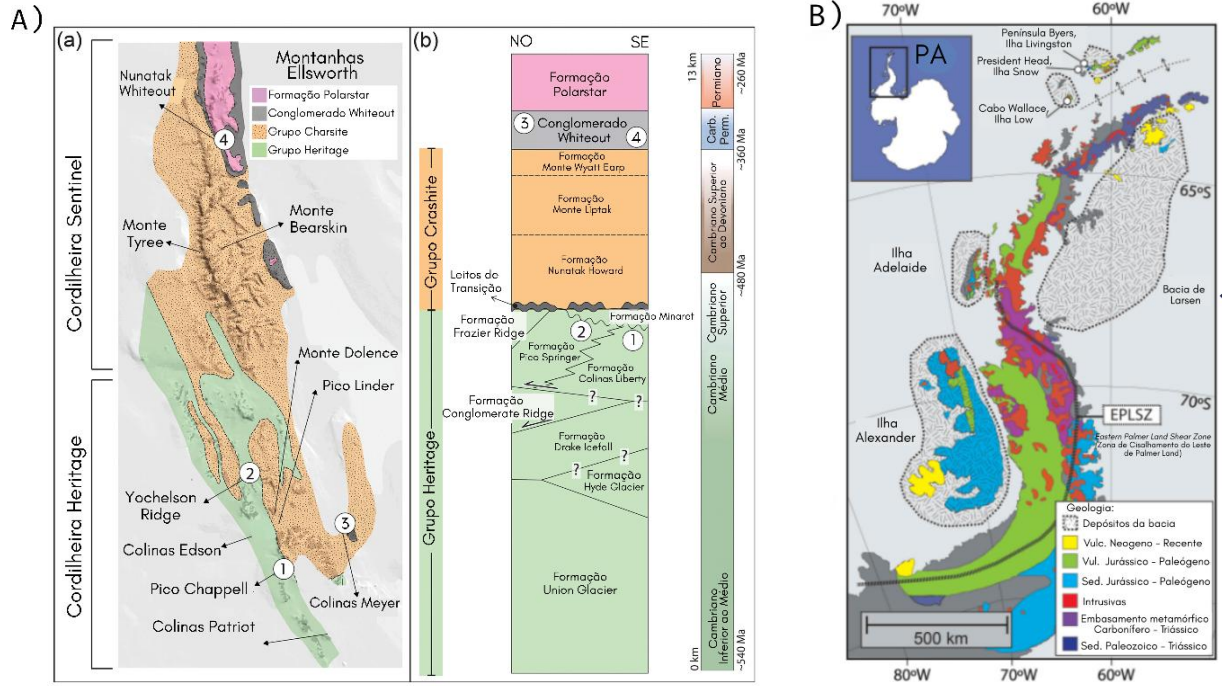 A)
(a)
Montanhas
Ellsworth
Formação Polarstar
Conglomerado Whiteout
Grupo Charsite
Grupo Heritage
Nunatak
Whiteout
4
Monte
Bearskin
Monte
Tyree
Monte Dolence
Pico Linder
2
Yochelson
Ridge
3
Colinas Edson
1
Pico Chappell
Colinas Meyer
Colinas Patriot
Cordilheira Sentinel
Cordilheira Heritage
(b)
NO
SE
Formação
Polarstar
3
Conglomerado
Whiteout
4
Formação
Monte Wyatt Earp
Formação
Monte Liptak
Formação
Nunatak Howard
Leitos de
Transição
Formação Minaret
Formação
Frazier Ridge
2
1
Formação
Pico Springer
Formação
Colinas Liberty
?
?
Formação
Conglomerate Ridge
Formação
Drake Icefall
?
?
Formação
Hyde Glacier
Formação
Union Glacier
Grupo Crashite
Grupo Heritage
13 km
0 km
Permiano
Carb.
Perm.
Cambriano Superior
ao Devoniano
Cambriano
Superior
Cambriano
Médio
Cambriano
Inferior ao Médio
~260 Ma
~360 Ma
~480 Ma
~540 Ma
B)
70ºW
60ºW
PA
Península Byers,
Ilha Livingston
President Head,
Ilha Snow
Cabo Wallace,
Ilha Low
65ºS
Ilha
Adelaide
Bacia de
Larsen
70ºS
Ilha
Alexander
EPLSZ
Eastern Palmer Land Shear Zone
(Zona de Cisalhamento do Leste
de Palmer Land)
Geologia:
Depósitos da bacia
Vulc. Neogeno - Recente
Vul. Jurássico - Paleógeno
Sed. Jurássico - Paleógeno
Intrusivas
Embasamento metamórfico
Carbonífero - Triássico
Sed. Paleozoico - Triássico
500 km
80ºW
70ºW
60ºW